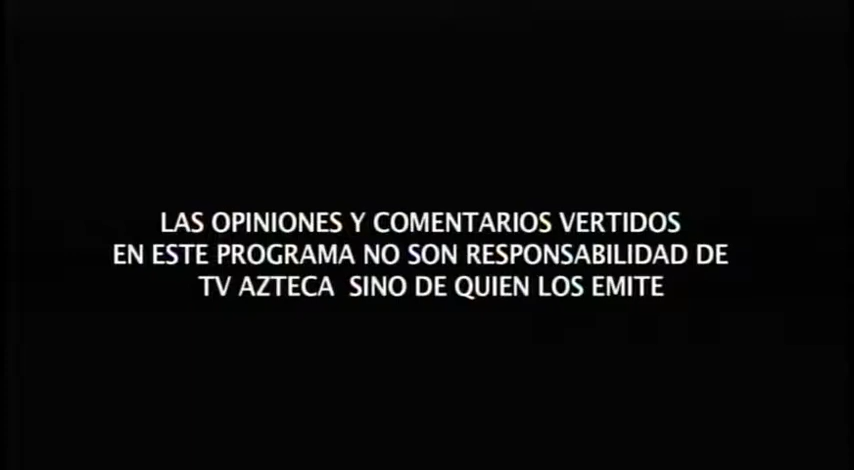 LAS OPINIONES Y COMENTARIOS VERTIDOS
EN ESTE PROGRAMA NO SON RESPONSABILIDAD DE
TV AZTECA SINO DE QUIEN LOS EMITE